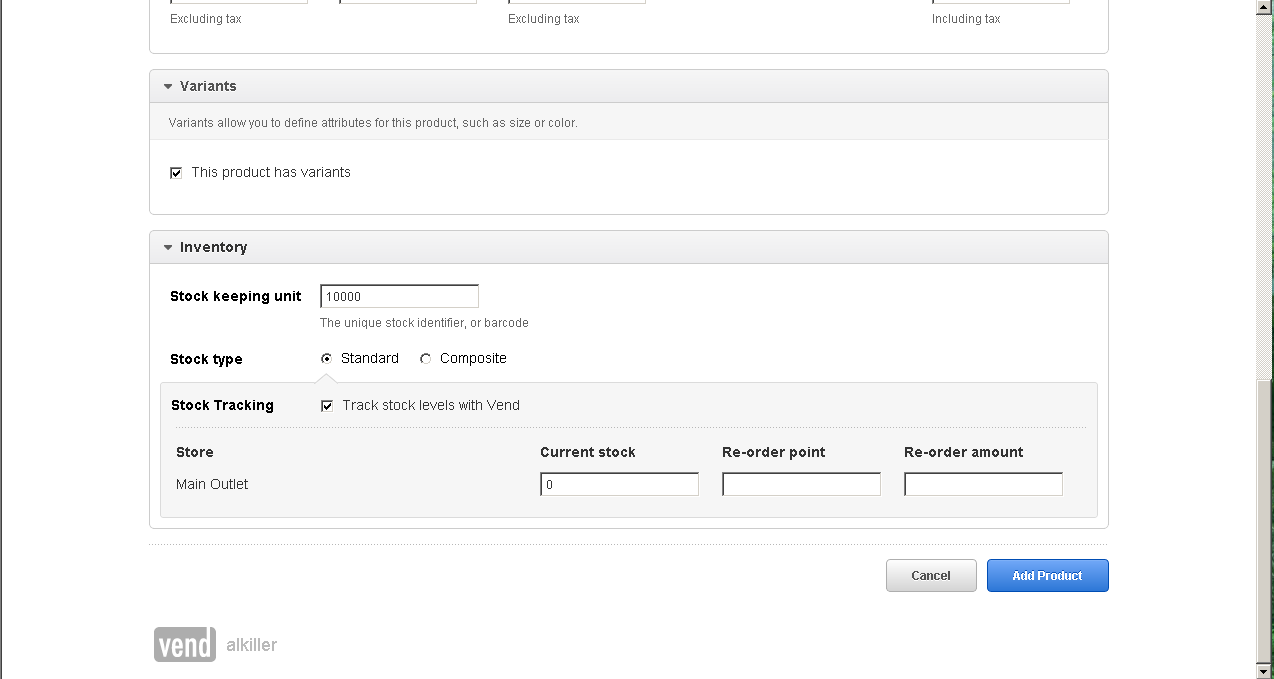 Excluding tax Excluding tax Including tax
Variants
Variants allow you to define attributes for this product, such as size or color.
This product has variants
Inventory
Stock keeping unit 10000
The unique stock identifier, or barcode
Stock type Standard Composite
Stock Tracking Track stock levels with Vend
Store Current stock Re-order point Re-order amount
Main Outlet 0
Cancel Add Product
vend alkiller